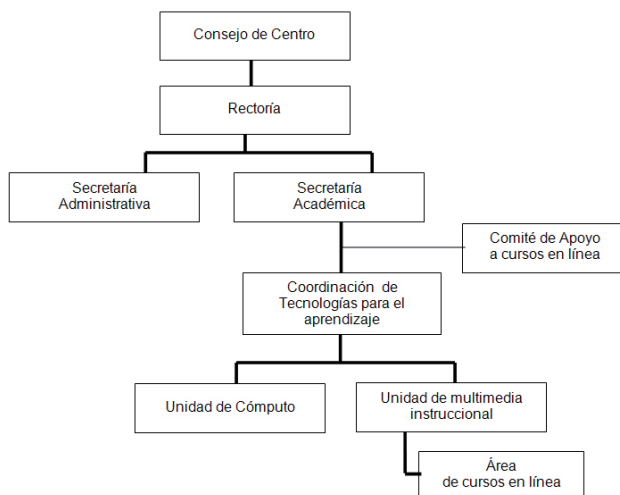 Consejo de Centro
Rectoría
Secretaría
Administrativa
Secretaría
Académica
Comité de Apoyo
a cursos en línea
Coordinación de
Tecnologías para el
aprendizaje
Unidad de Cómputo
Unidad de multimedia
instruccional
Área
de cursos en línea